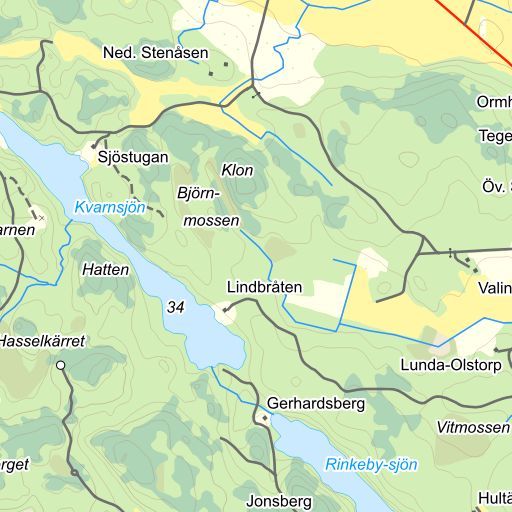 Ned. Stenåsen
Ormh
Tege
Sjöstugan
Klon
Björn-
mossen
Öv. S
Kvarnsjön
arnen
Hatten
Lindbråten
Valin
34
Hasselkärret
Lunda-Olstorp
Gerhardsberg
Vitmossen
Rinkeby-sjön
erget
Jonsberg
Hultä